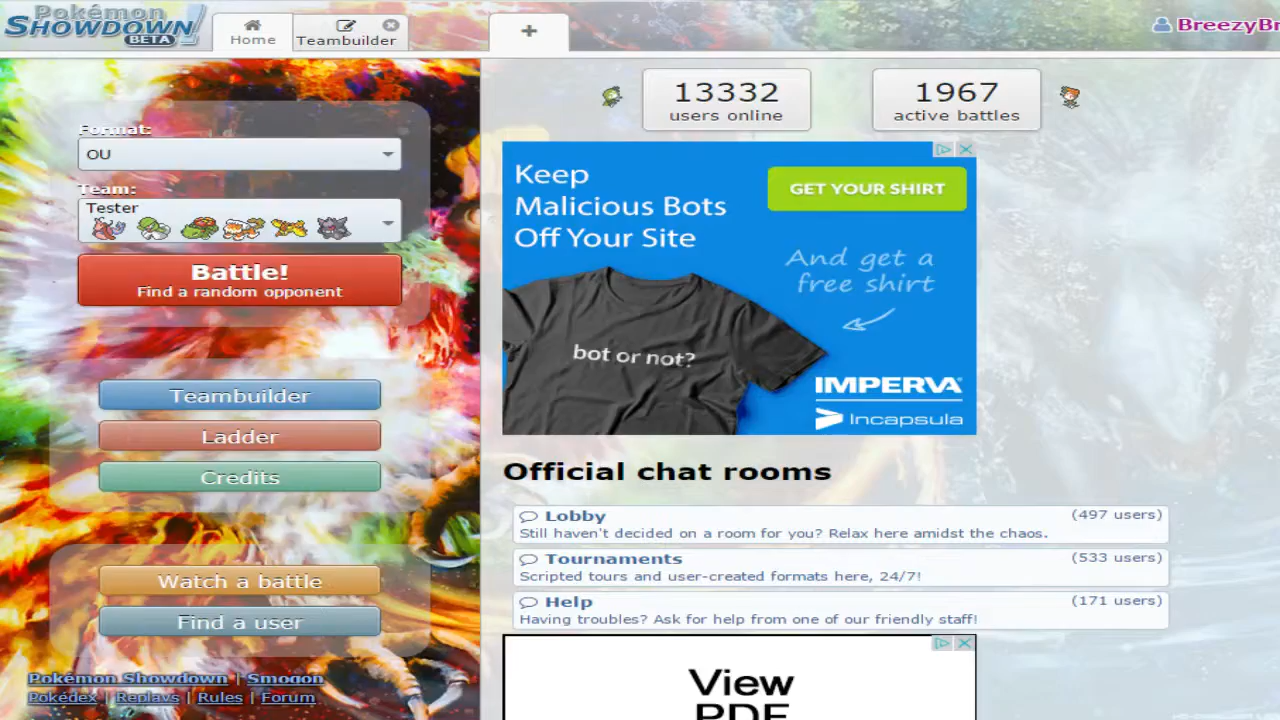 Pokémon
SHOWDOWN!
BETA
Home
Teambuilder
+
BreezyBr
Format:
OU
Team:
Tester
Battle!
Find a random opponent
Teambuilder
Ladder
Credits
Watch a battle
Find a user
Pokémon Showdown | Smogon
Pokédex | Replays | Rules | Forum
13332
users online
1967
active battles
Keep
Malicious Bots
Off Your Site
GET YOUR SHIRT
And get a
free shirt
bot or not?
IMPERVA
Incapsula
Official chat rooms
Lobby (497 users)
Still haven't decided on a room for you? Relax here amidst the chaos.
Tournaments (533 users)
Scripted tours and user-created formats here, 24/7!
Help (171 users)
Having troubles? Ask for help from one of our friendly staff!
View
PDF